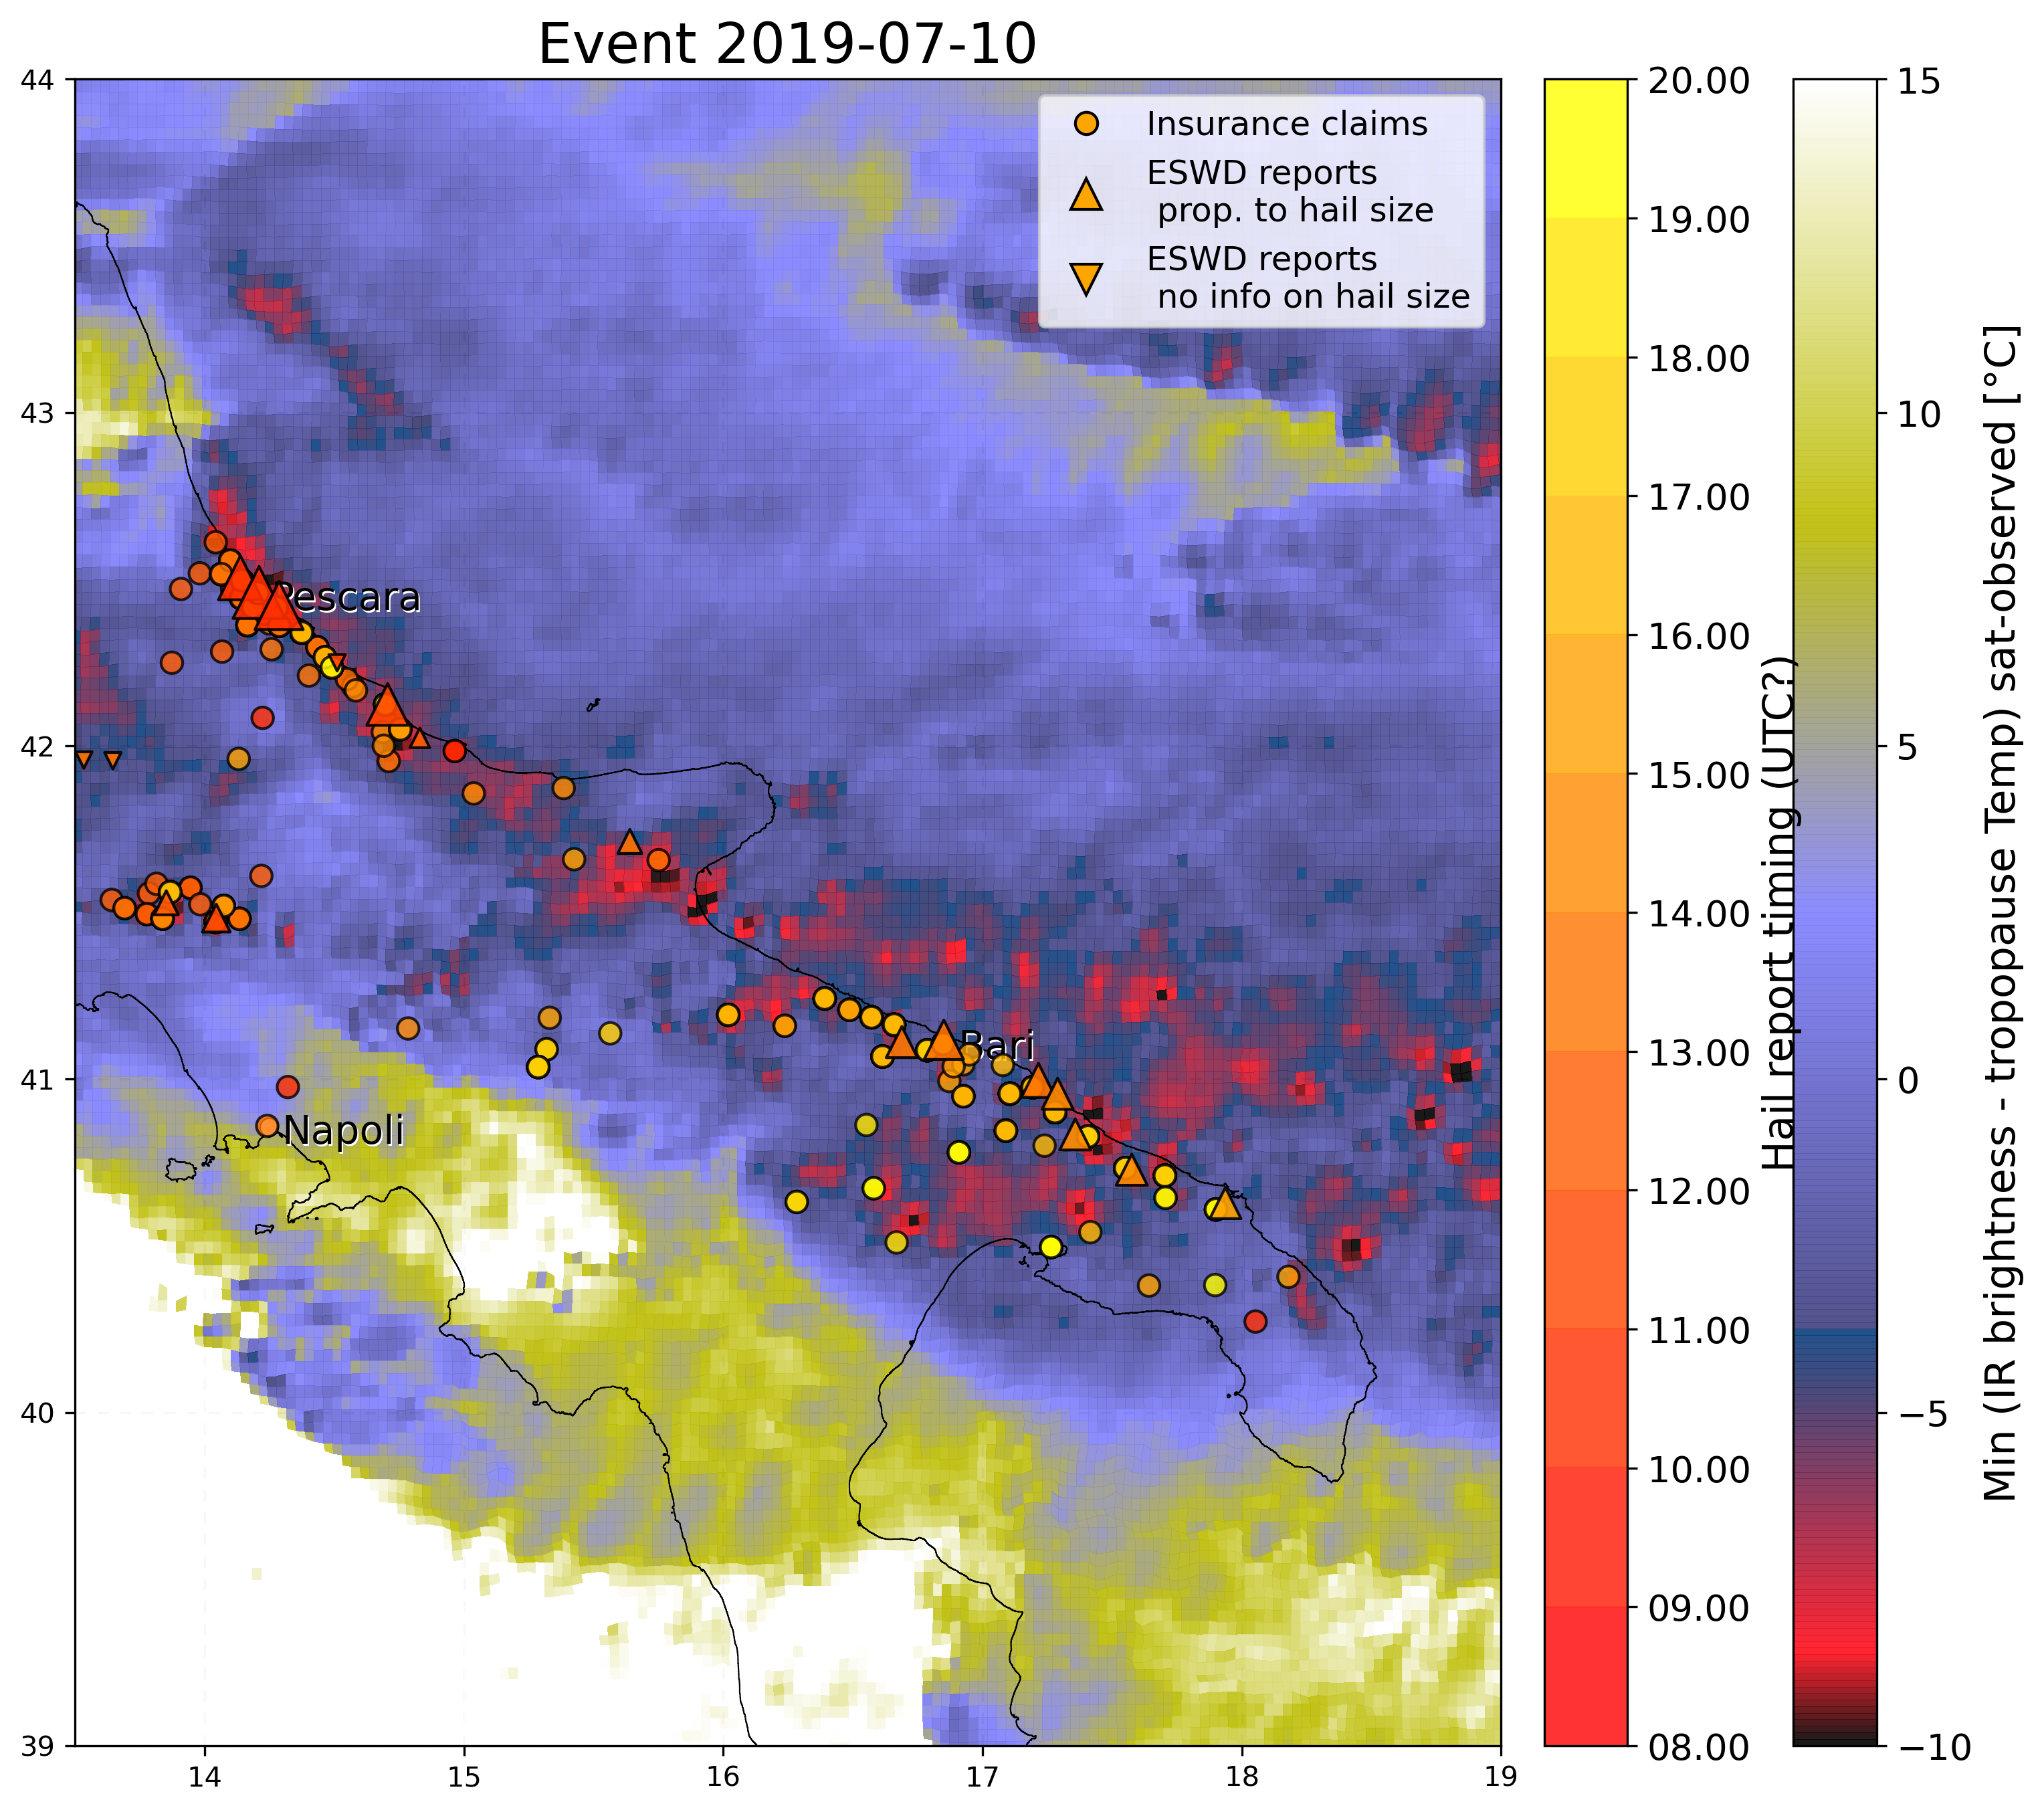 Event 2019-07-10
Insurance claims
ESWD reports
prop. to hail size
ESWD reports
no info on hail size
Pescara
Bari
Napoli
44
43
42
41
40
39
14
15
16
17
18
19
20.00
19.00
18.00
17.00
16.00
15.00
14.00
13.00
12.00
11.00
10.00
09.00
08.00
Hail report timing (UTC?)
15
10
5
0
−5
−10
Min (IR brightness - tropopause Temp) sat-observed [°C]